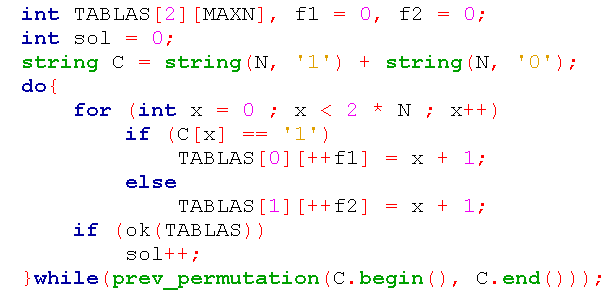 int TABLAS[2][MAXN], f1 = 0, f2 = 0;
int sol = 0;
string C = string(N, '1') + string(N, '0');
do{
for (int x = 0 ; x < 2 * N ; x++)
if (C[x] == '1')
TABLAS[0][++f1] = x + 1;
else
TABLAS[1][++f2] = x + 1;
if (ok(TABLAS))
sol++;
}while(prev_permutation(C.begin(), C.end()));